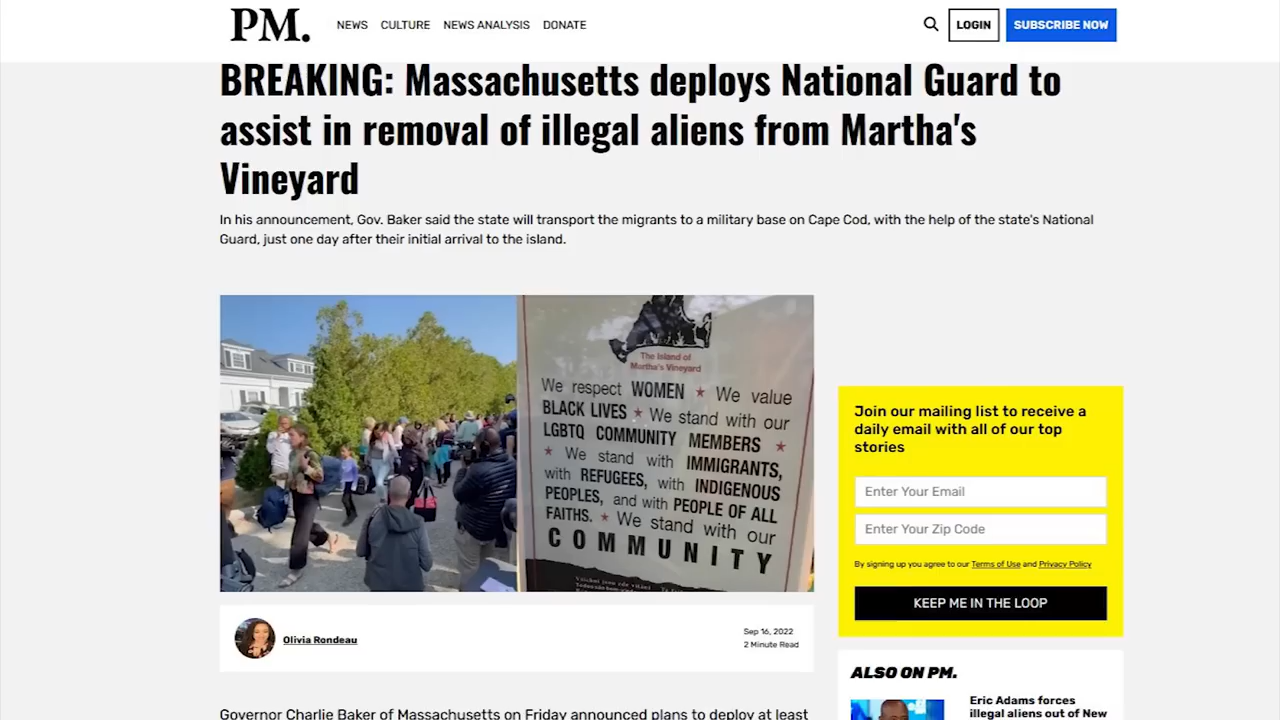 PM.
NEWS CULTURE NEWS ANALYSIS DONATE
LOGIN
SUBSCRIBE NOW
BREAKING: Massachusetts deploys National Guard to
assist in removal of illegal aliens from Martha's
Vineyard
In his announcement, Gov. Baker said the state will transport the migrants to a military base on Cape Cod, with the help of the state's National
Guard, just one day after their initial arrival to the island.
The Island of
Martha's Vineyard
We respect WOMEN ★ We value
BLACK LIVES ★ We stand with our
LGBTQ COMMUNITY MEMBERS ★
★ We stand with IMMIGRANTS,
with REFUGEES, with INDIGENOUS
PEOPLES, and with PEOPLE OF ALL
FAITHS. ★ We stand with our
COMMUNITY
Olivia Rondeau
Sep 16, 2022
2 Minute Read
Governor Charlie Baker of Massachusetts on Friday announced plans to deploy at least
Join our mailing list to receive a
daily email with all of our top
stories
Enter Your Email
Enter Your Zip Code
By signing up you agree to our Terms of Use and Privacy Policy
KEEP ME IN THE LOOP
ALSO ON PM.
Eric Adams forces
illegal aliens out of New